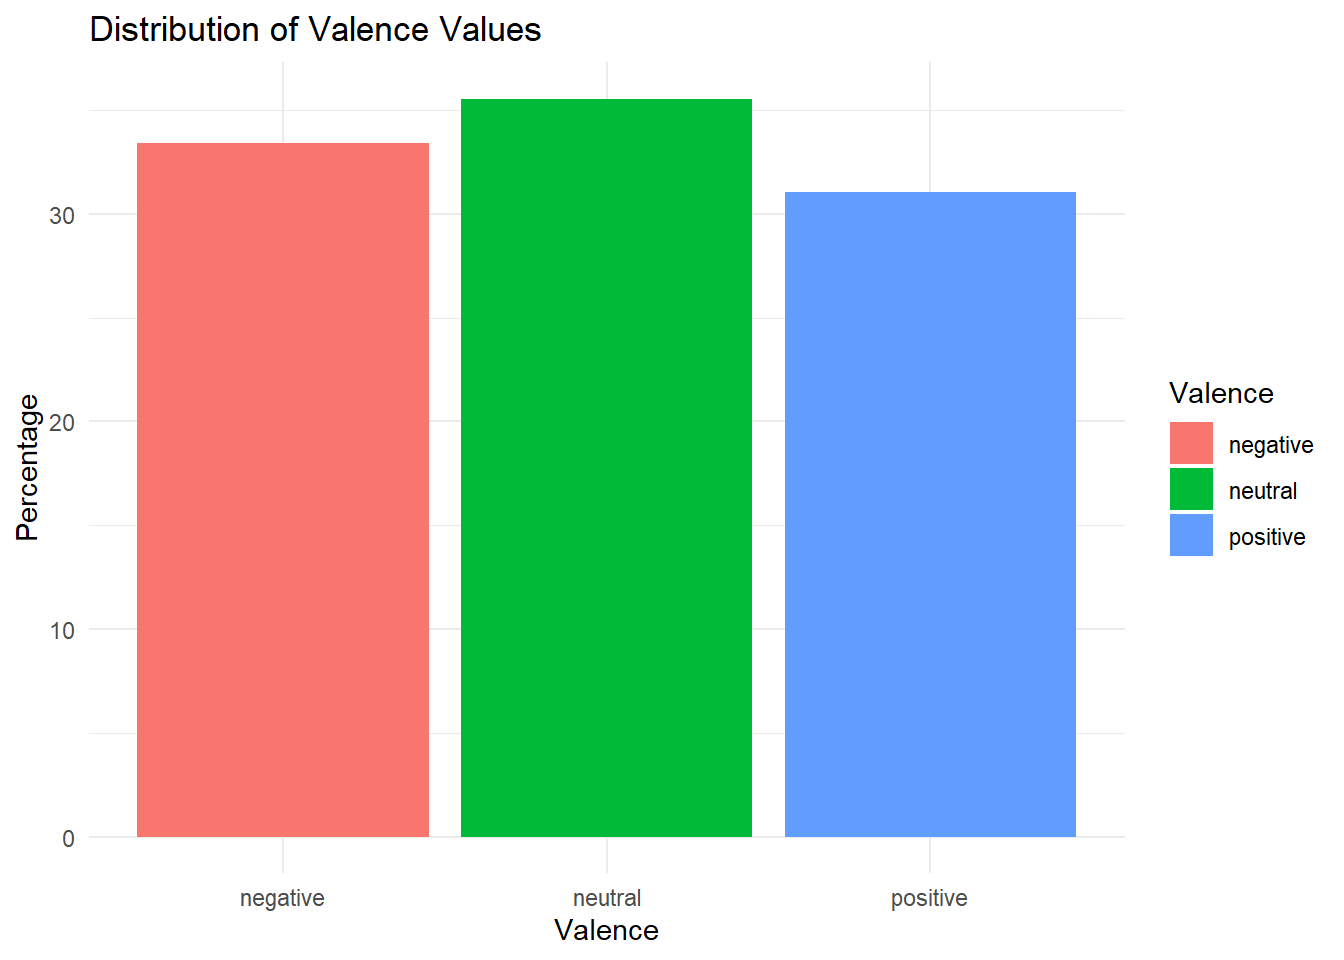 Distribution of Valence Values
Percentage
30
20
10
0
negative
neutral
positive
Valence
Valence
negative
neutral
positive